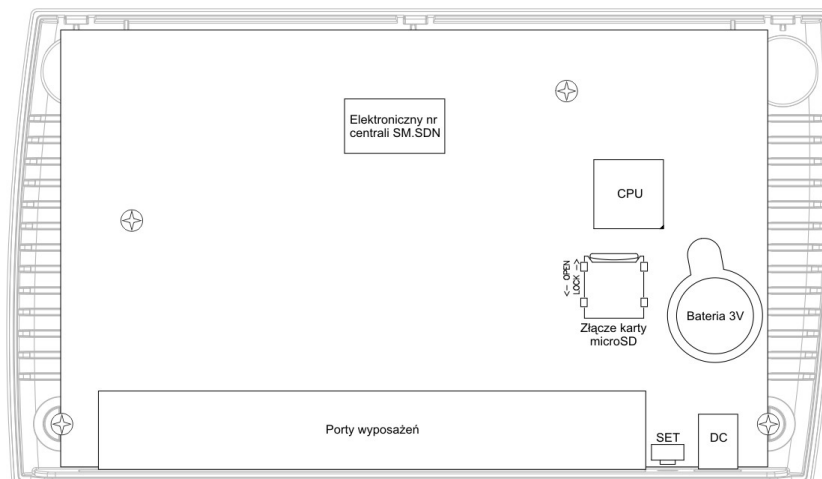 Elektroniczny nr
centrali SM.SDN
CPU
<-- OPEN
LOCK -->
Złącze karty
microSD
Bateria 3V
Porty wyposażeń
SET
DC